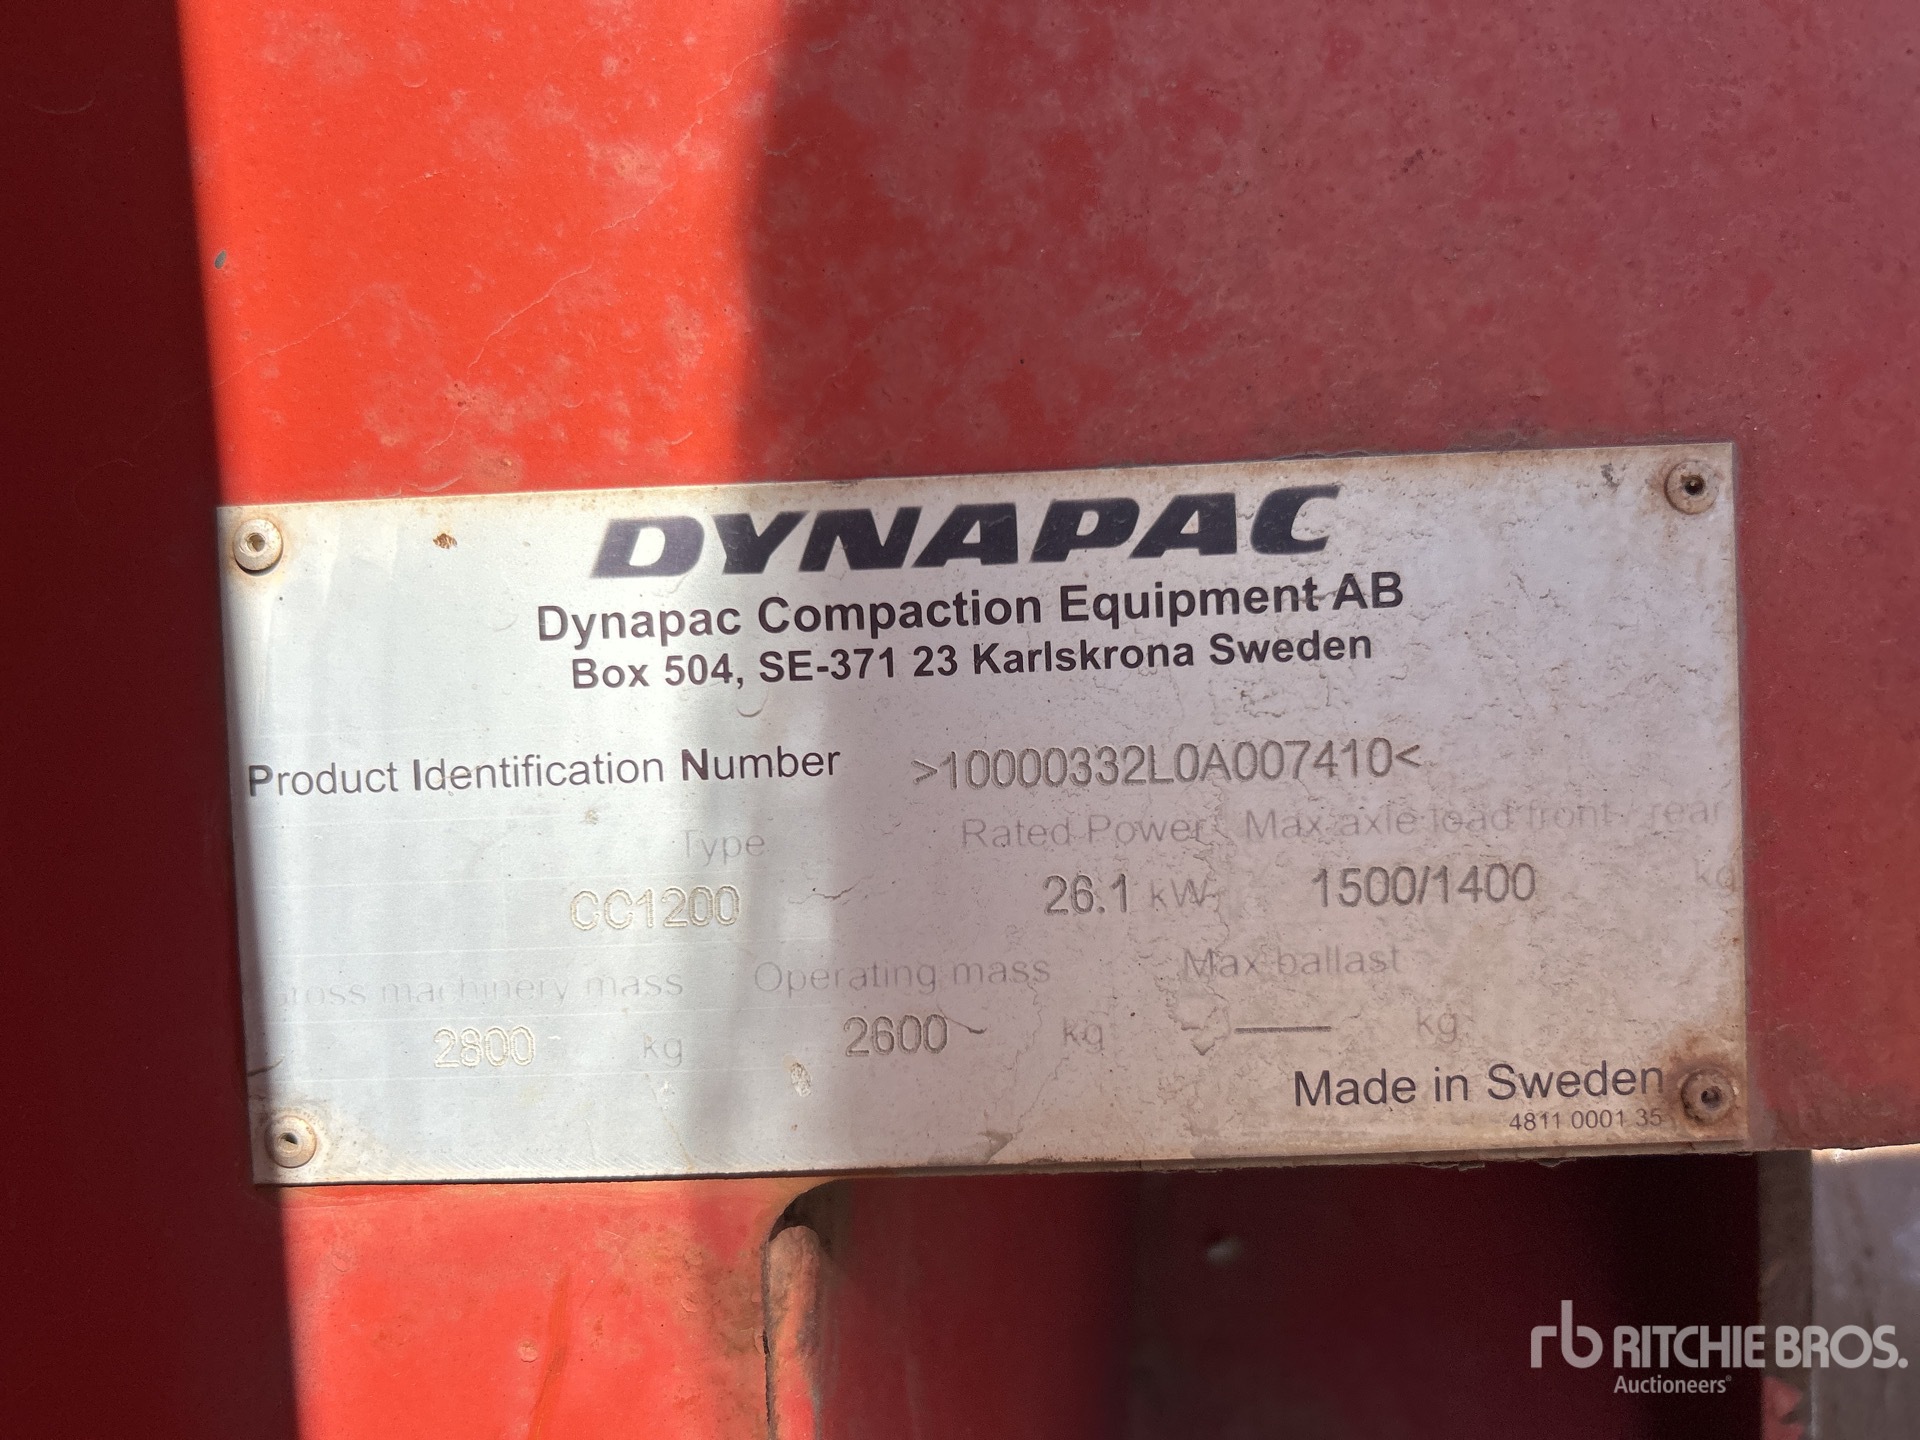 DYNAPAC
Dynapac Compaction Equipment AB
Box 504, SE-371 23 Karlskrona Sweden
Product Identification Number >10000332L0A007410<
Type Rated Power Max axle load front / rear
CC1200 26.1 kW 1500/1400 kg
Gross machinery mass Operating mass Max ballast
2800 kg 2600 kg —— kg
Made in Sweden
4811 0001 35
rb RITCHIE BROS.
Auctioneers®